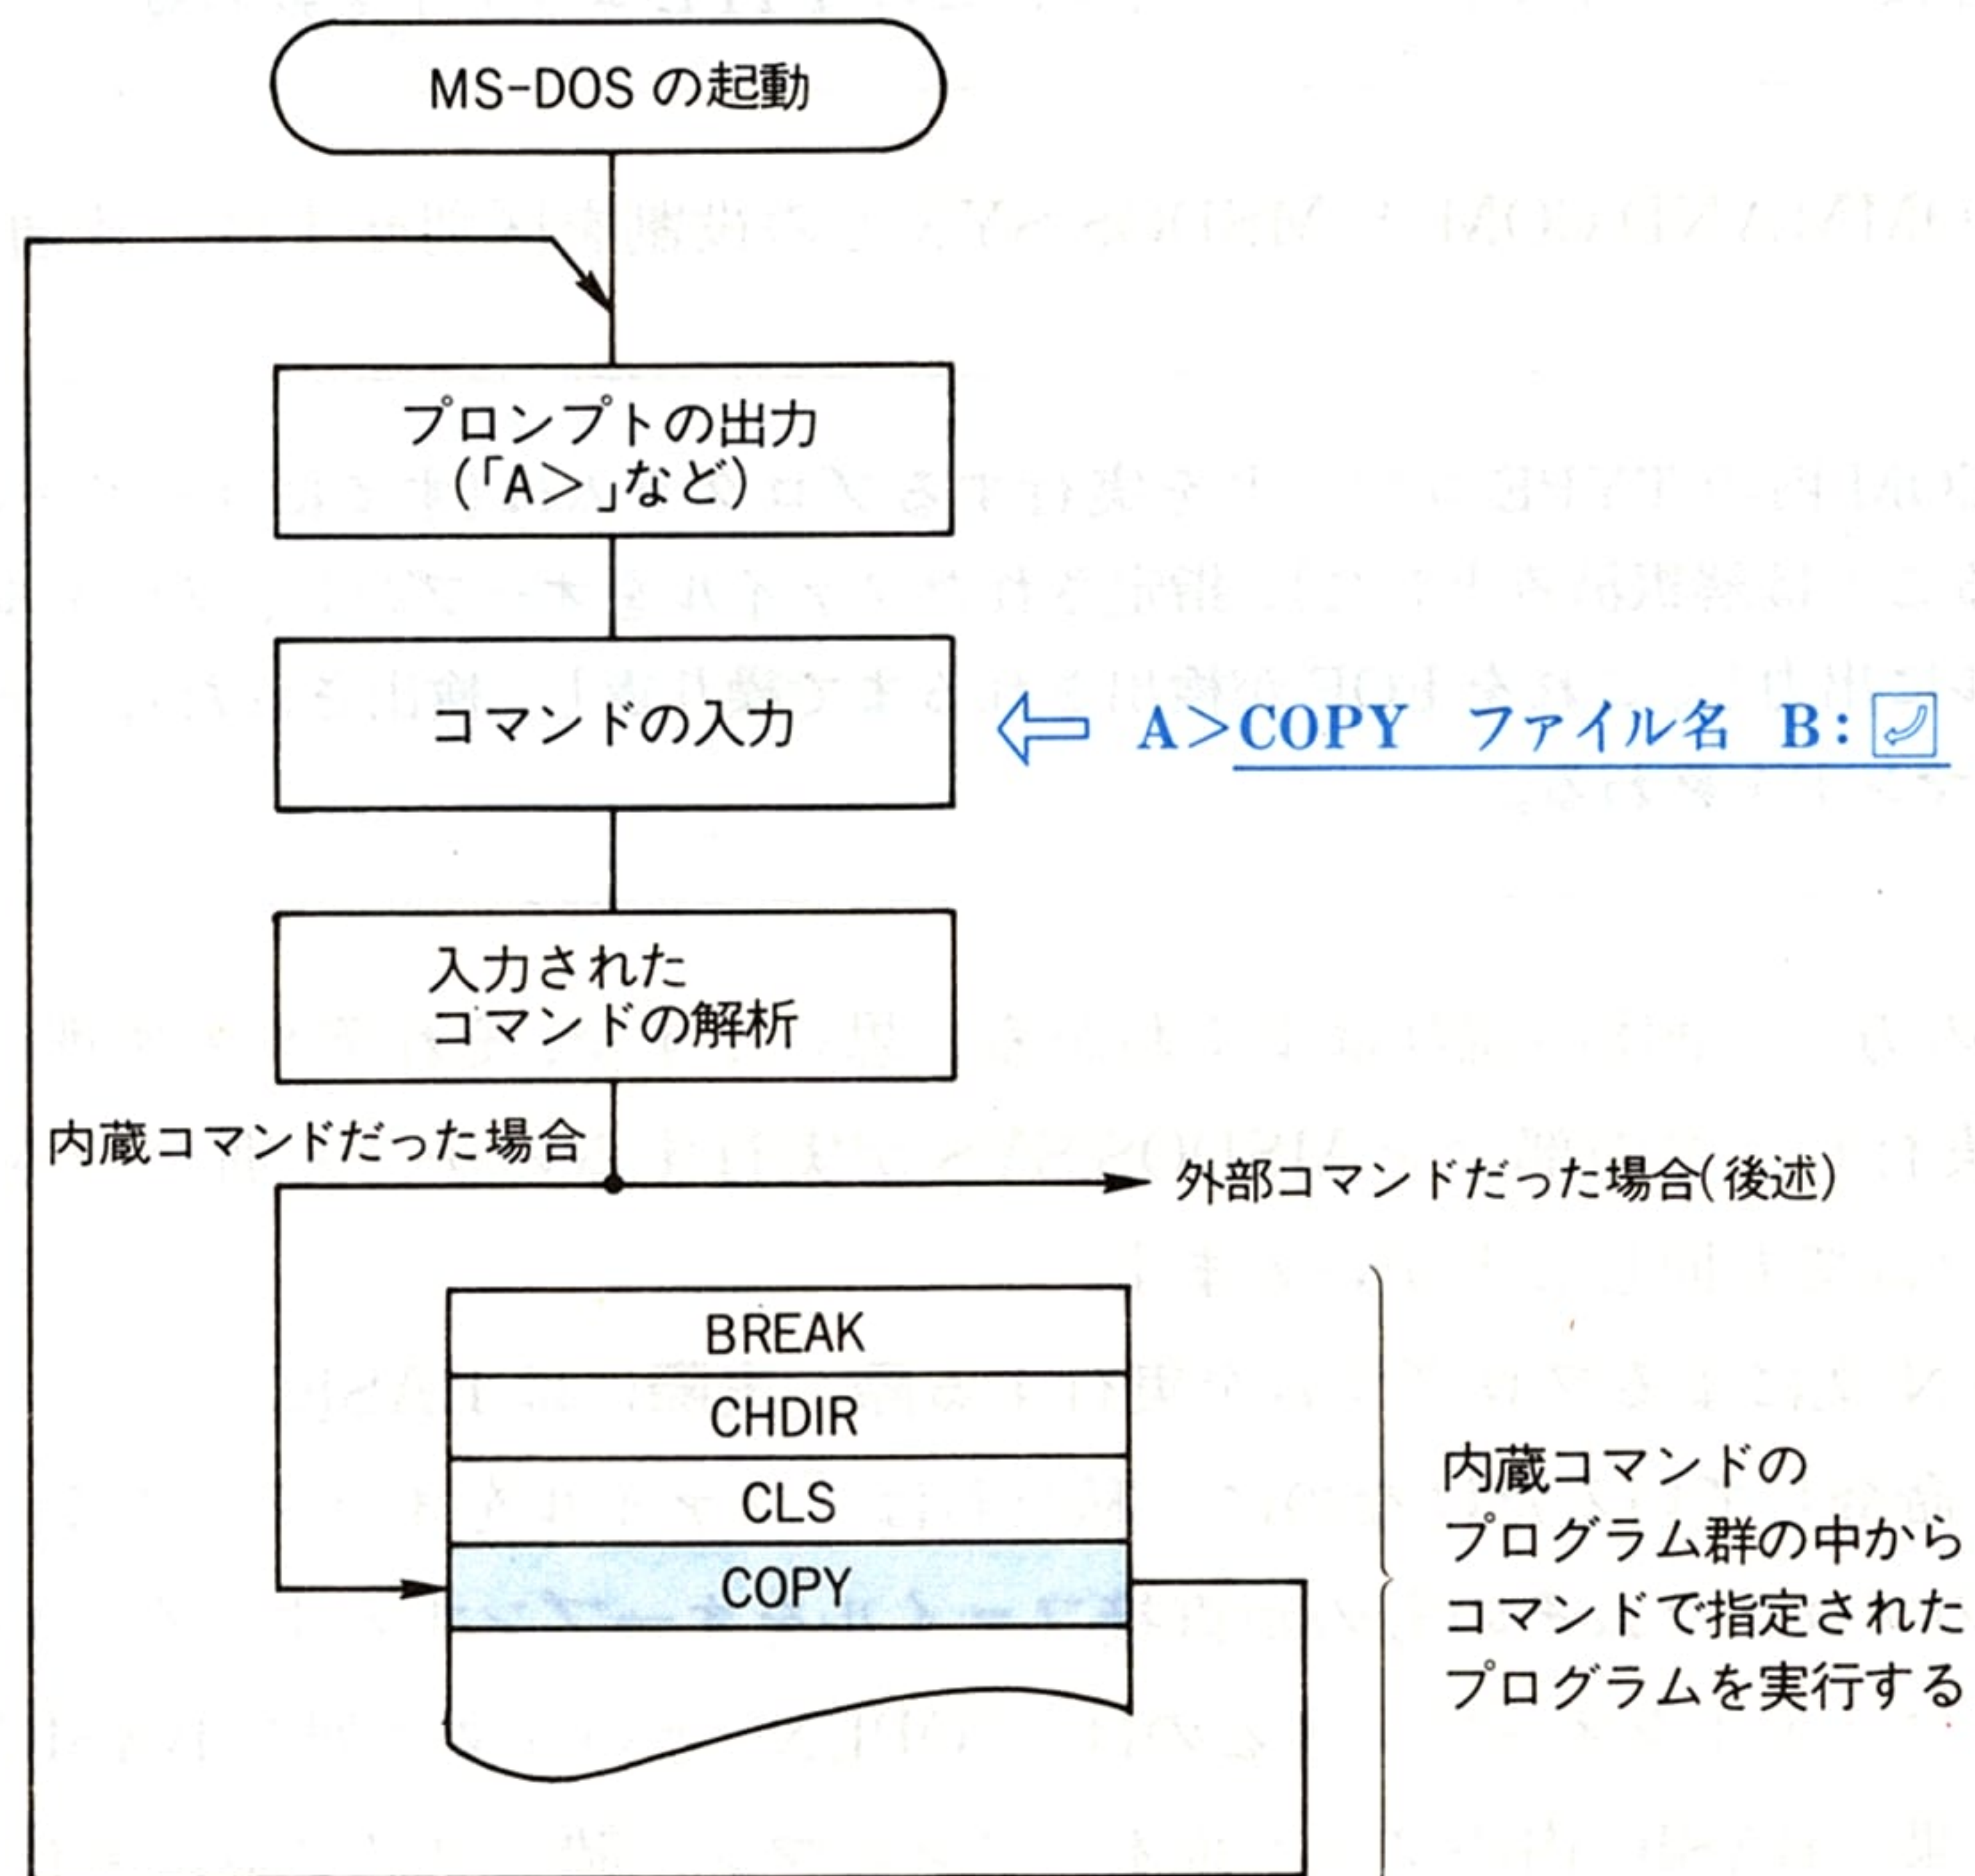 MS-DOS の起動
プロンプトの出力
(「A>」など)
コマンドの入力
A>COPY ファイル名 B:
入力された
コマンドの解析
内蔵コマンドだった場合
外部コマンドだった場合(後述)
BREAK
CHDIR
CLS
COPY
内蔵コマンドの
プログラム群の中から
コマンドで指定された
プログラムを実行する